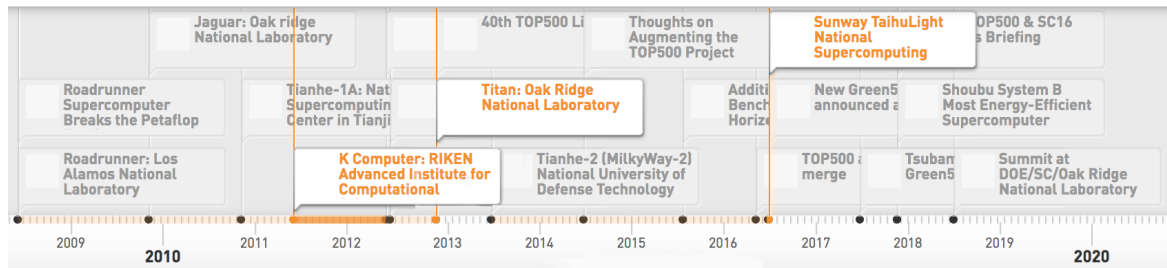 Jaguar: Oak ridge
National Laboratory
40th TOP500 Li
Thoughts on
Augmenting the
TOP500 Project
Sunway TaihuLight
National
Supercomputing
OP500 & SC16
s Briefing
Roadrunner
Supercomputer
Breaks the Petaflop
Tianhe-1A: Nat
Supercomputin
Center in Tianji
Titan: Oak Ridge
National Laboratory
Additi
Bench
Horizo
New Green5
announced a
Shoubu System B
Most Energy-Efficient
Supercomputer
Roadrunner: Los
Alamos National
Laboratory
K Computer: RIKEN
Advanced Institute for
Computational
Tianhe-2 (MilkyWay-2)
National University of
Defense Technology
TOP500 a
merge
Tsuban
Green5
Summit at
DOE/SC/Oak Ridge
National Laboratory
2009
2010
2011
2012
2013
2014
2015
2016
2017
2018
2019
2020